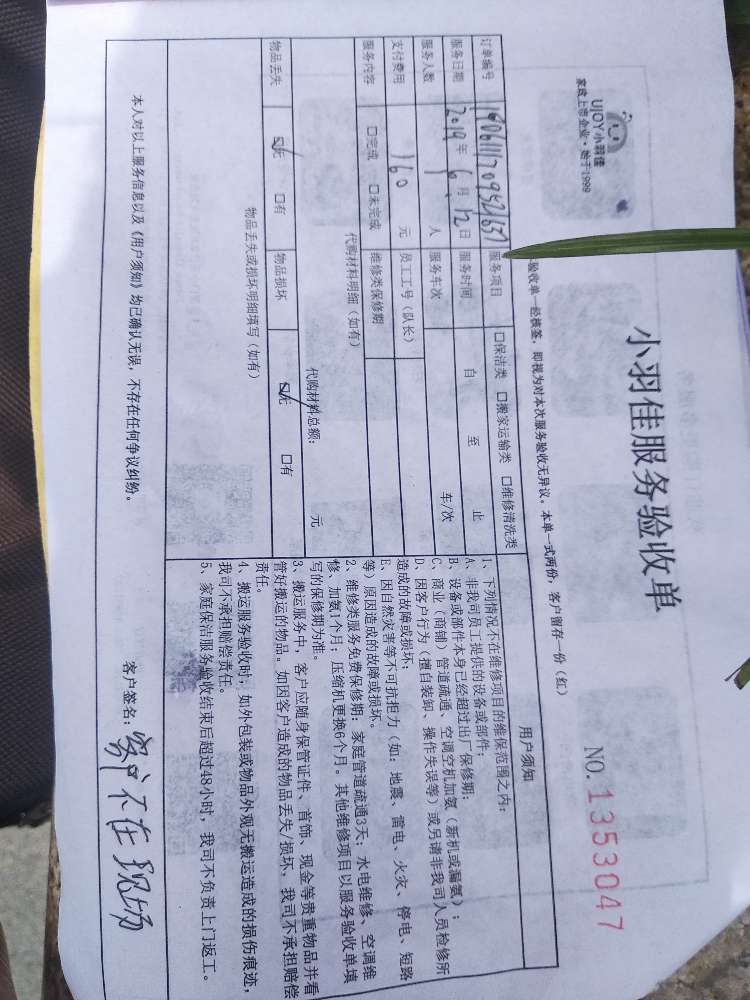 UJOY小羽佳
家政上市企业·始于1999
小羽佳服务验收单
NO.1353047
验收单一经核签，即视为对本次服务验收无异议。本单一式两份，客户留存一份（红）
订单编号 服务项目 □保洁类 □搬家运输类 □维修清洗类
服务日期 2019年6月12日 服务时间 自 至 止
服务人数 1 人 服务车次 车/次
支付费用 160 元 员工工号(队长)
服务内容 □完成 □未完成 维修类保修期
代购材料明细（如有）
代购材料总额： 元
物品丢失 ☑无 □有 物品损坏 ☑无 □有
物品丢失或损坏明细填写（如有）
用户须知
1、下列情况不在维修项目的维保范围之内：
A、非我司员工提供的设备或部件；
B、设备或部件本身已经超过出厂保修期；
C、商业（商铺）管道疏通、空调空机加氨（新机或漏氨）；
D、因客户行为（擅自装卸、操作失误等）或另请非我司人员检修所
造成的故障或损坏；
E、因自然灾害等不可抗拒力（如：地震、雷电、火灾、停电、短路
等）原因造成的故障或损坏。
2、维修类服务免费保修期：家庭管道疏通3天；水电维修、空调维
修、加氨1个月；压缩机更换6个月。其他维修项目以服务验收单填
写的保修期为准。
3、搬运服务中，客户应随身保管证件、首饰、现金等贵重物品并看
管好搬运的物品。如因客户造成的物品丢失/损坏，我司不承担赔偿
责任。
4、搬运服务验收时，如外包装或物品外观无搬运造成的损伤痕迹，
我司不承担赔偿责任。
5、家庭保洁服务验收结束后超过48小时，我司不负责上门返工。
本人对以上服务信息以及《用户须知》均已确认无误，不存在任何争议纠纷。
客户签名：客户不在现场